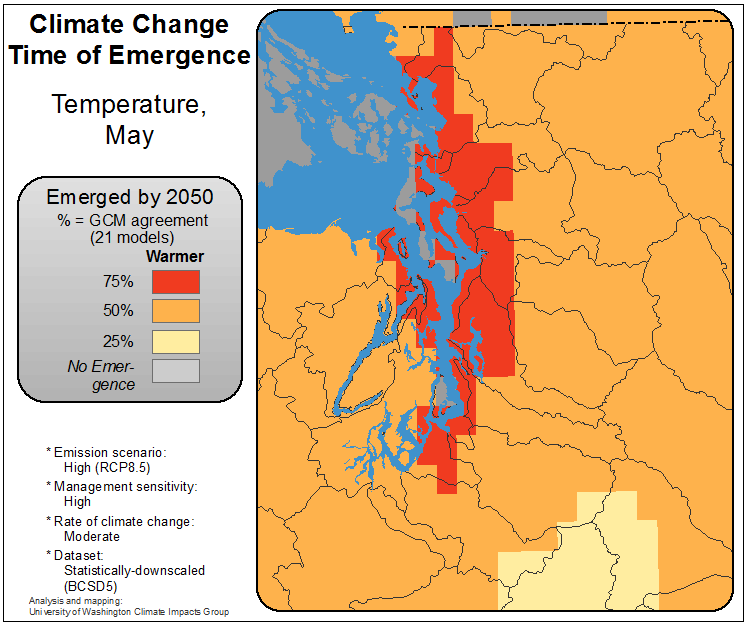 Climate Change
Time of Emergence
Temperature,
May
Emerged by 2050
% = GCM agreement
(21 models)
Warmer
75%
50%
25%
No Emer-
gence
* Emission scenario:
High (RCP8.5)
* Management sensitivity:
High
* Rate of climate change:
Moderate
* Dataset:
Statistically-downscaled
(BCSD5)
Analysis and mapping:
University of Washington Climate Impacts Group